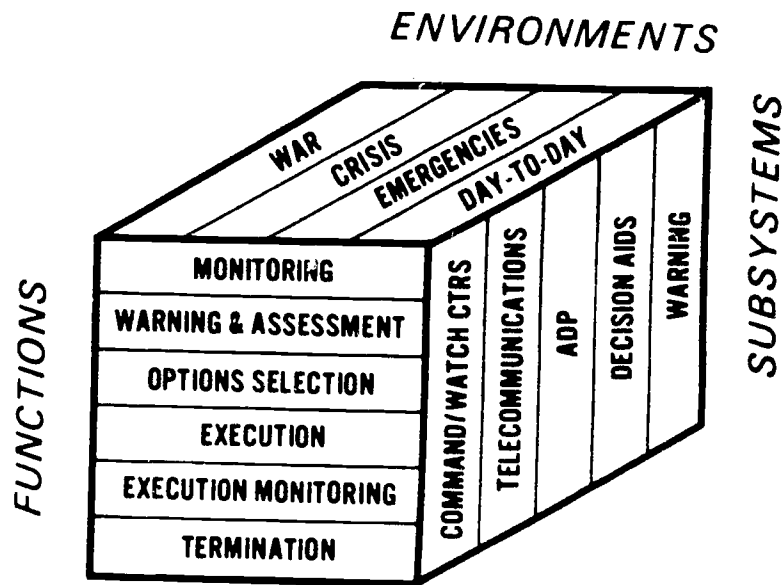 ENVIRONMENTS
WAR
CRISIS
EMERGENCIES
DAY-TO-DAY
FUNCTIONS
MONITORING
WARNING & ASSESSMENT
OPTIONS SELECTION
EXECUTION
EXECUTION MONITORING
TERMINATION
COMMAND/WATCH CTRS
TELECOMMUNICATIONS
ADP
DECISION AIDS
WARNING
SUBSYSTEMS